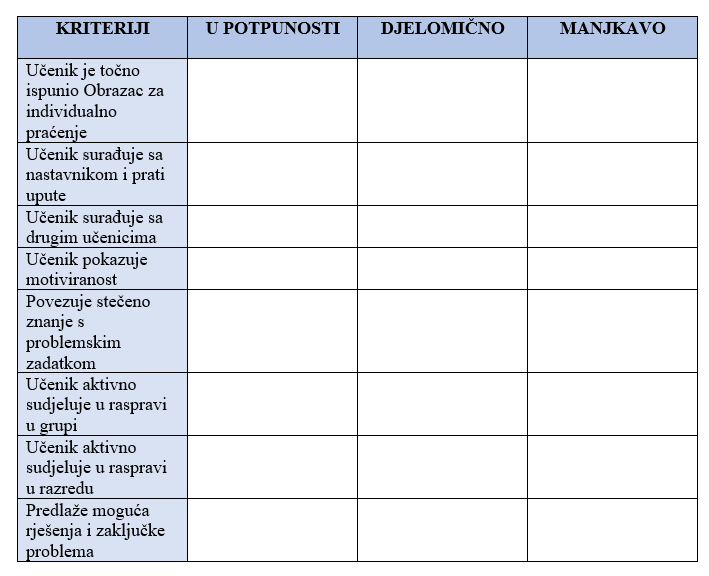 KRITERIJI U POTPUNOSTI DJELOMIČNO MANJKAVO
Učenik je točno
ispunio Obrazac za
individualno
praćenje
Učenik surađuje sa
nastavnikom i prati
upute
Učenik surađuje sa
drugim učenicima
Učenik pokazuje
motiviranost
Povezuje stečeno
znanje s
problemskim
zadatkom
Učenik aktivno
sudjeluje u raspravi
u grupi
Učenik aktivno
sudjeluje u raspravi
u razredu
Predlaže moguća
rješenja i zaključke
problema